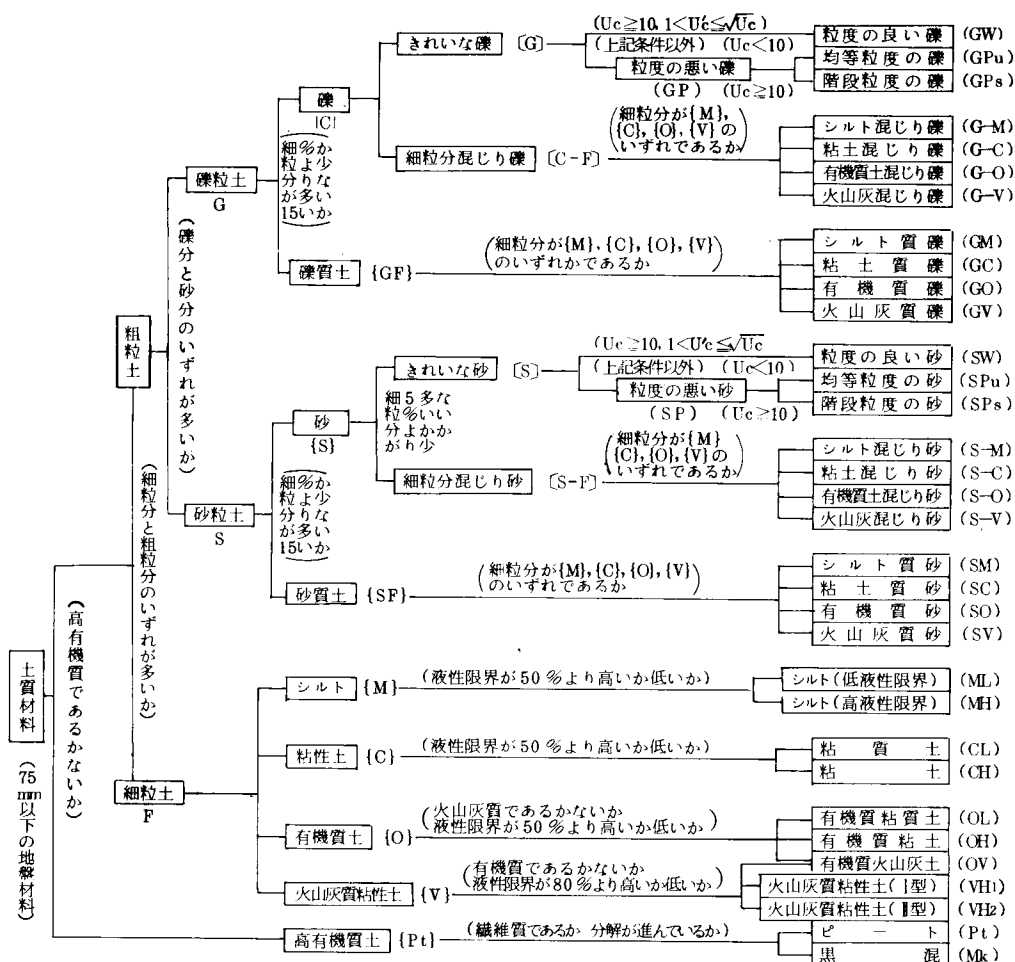 土質材料
(75mm以下の地盤材料)
(高有機質であるかないか)
粗粒土
(細粒分と粗粒分のいずれが多いか)
細粒土
F
(礫分と砂分のいずれが多いか)
礫粒土
G
(細粒分が15%より多いか少ないか)
礫
[C]
きれいな礫 [G]
(Uc≧10, 1<U'c≦√Uc)
(上記条件以外) (Uc<10)
粒度の悪い礫
(GP) (Uc≧10)
粒度の良い礫 (GW)
均等粒度の礫 (GPu)
階段粒度の礫 (GPs)
細粒分混じり礫 [C-F]
(細粒分が{M},
{C},{O},{V}の
いずれであるか)
シルト混じり礫 (G-M)
粘土混じり礫 (G-C)
有機質土混じり礫 (G-O)
火山灰混じり礫 (G-V)
礫質土 {GF}
(細粒分が{M},{C},{O},{V}
のいずれかであるか)
シルト質礫 (GM)
粘土質礫 (GC)
有機質礫 (GO)
火山灰質礫 (GV)
砂粒土
S
(細粒分が15%より多いか少ないか)
砂
{S}
細粒分が5%より多いか少ないか
きれいな砂 [S]
(Uc≧10, 1<U'c≦√Uc
(上記条件以外) (Uc<10)
粒度の悪い砂
(SP) (Uc≧10)
粒度の良い砂 (SW)
均等粒度の砂 (SPu)
階段粒度の砂 (SPs)
細粒分混じり砂 [S-F]
(細粒分が{M}
{C},{O},{V}の
いずれであるか)
シルト混じり砂 (S-M)
粘土混じり砂 (S-C)
有機質土混じり砂 (S-O)
火山灰混じり砂 (S-V)
砂質土 {SF}
(細粒分が{M},{C},{O},{V}
のいずれであるか)
シルト質砂 (SM)
粘土質砂 (SC)
有機質砂 (SO)
火山灰質砂 (SV)
シルト {M}
(液性限界が50%より高いか低いか)
シルト(低液性限界) (ML)
シルト(高液性限界) (MH)
粘性土 {C}
(液性限界が50%より高いか低いか)
粘質土 (CL)
粘土 (CH)
有機質土 {O}
(火山灰質であるかないか
液性限界が50%より高いか低いか)
有機質粘質土 (OL)
有機質粘土 (OH)
有機質火山灰土 (OV)
火山灰質粘性土 {V}
(有機質であるかないか
液性限界が80%より高いか低いか)
火山灰質粘性土(I型) (VH1)
火山灰質粘性土(II型) (VH2)
高有機質土 {Pt}
(繊維質であるか 分解が進んでいるか)
ピート (Pt)
黒混 (Mk)